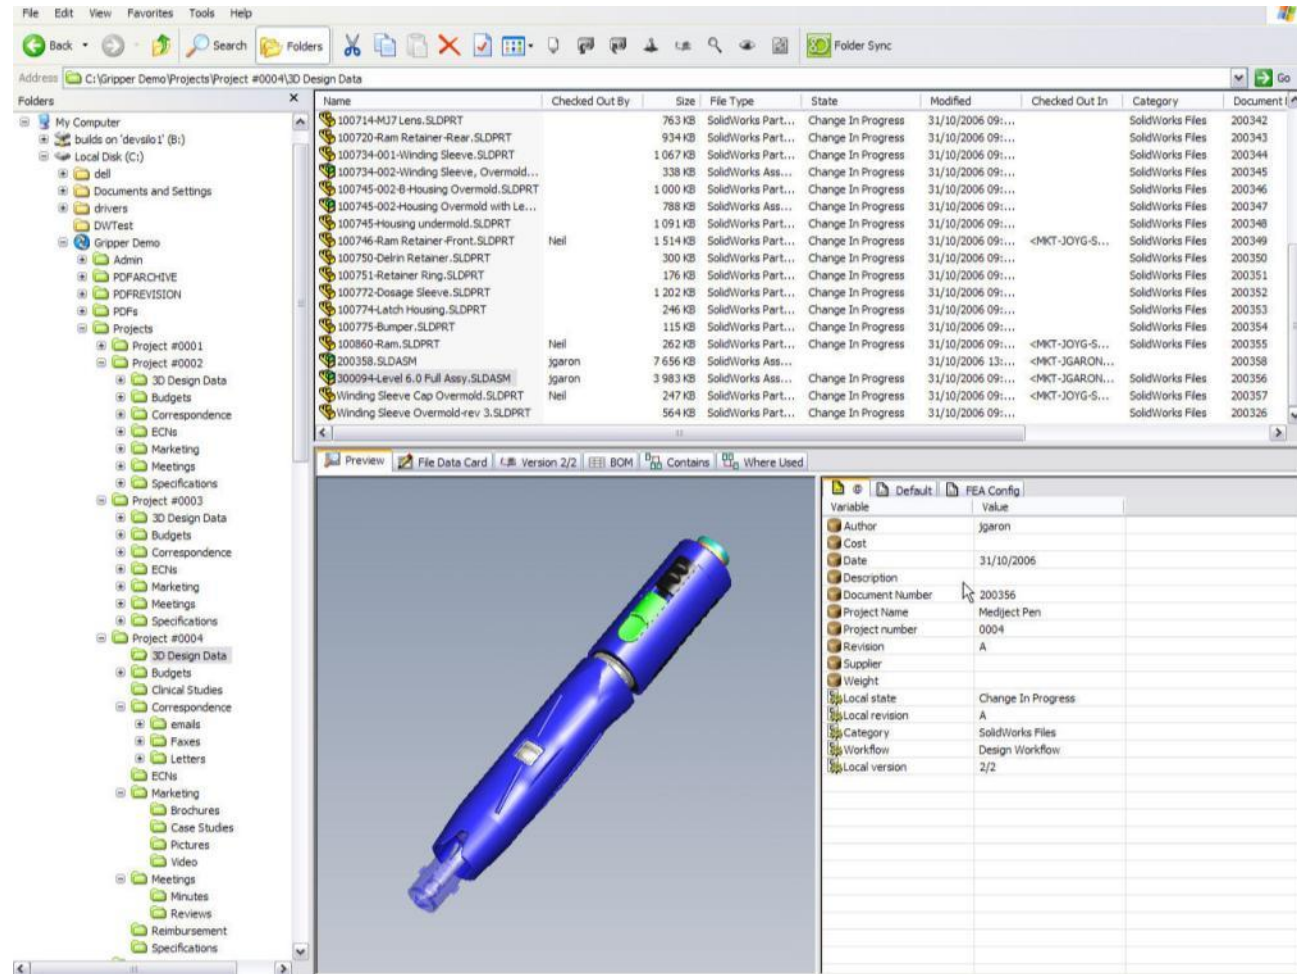 File Edit View Favorites Tools Help
Back Search Folders Folder Sync
Address C:\Gripper Demo\Projects\Project #0004\3D Design Data Go
Folders x
My Computer
builds on 'devsilo1' (B:)
Local Disk (C:)
dell
Documents and Settings
drivers
DWTest
Gripper Demo
Admin
PDFARCHIVE
PDFREVISION
PDFs
Projects
Project #0001
Project #0002
3D Design Data
Budgets
Correspondence
ECNs
Marketing
Meetings
Specifications
Project #0003
3D Design Data
Budgets
Correspondence
ECNs
Marketing
Meetings
Specifications
Project #0004
3D Design Data
Budgets
Clinical Studies
Correspondence
emails
Faxes
Letters
ECNs
Marketing
Brochures
Case Studies
Pictures
Video
Meetings
Minutes
Reviews
Reimbursement
Specifications
Name Checked Out By Size File Type State Modified Checked Out In Category Document
100714-MJ7 Lens.SLDPRT 763 KB SolidWorks Part... Change In Progress 31/10/2006 09:... SolidWorks Files 200342
100720-Ram Retainer-Rear.SLDPRT 934 KB SolidWorks Part... Change In Progress 31/10/2006 09:... SolidWorks Files 200343
100734-001-Winding Sleeve.SLDPRT 1 067 KB SolidWorks Part... Change In Progress 31/10/2006 09:... SolidWorks Files 200344
100734-002-Winding Sleeve, Overmold... 338 KB SolidWorks Ass... Change In Progress 31/10/2006 09:... SolidWorks Files 200345
100745-002-B-Housing Overmold.SLDPRT 1 000 KB SolidWorks Part... Change In Progress 31/10/2006 09:... SolidWorks Files 200346
100745-002-Housing Overmold with Le... 788 KB SolidWorks Ass... Change In Progress 31/10/2006 09:... SolidWorks Files 200347
100745-Housing undermold.SLDPRT 1 091 KB SolidWorks Part... Change In Progress 31/10/2006 09:... SolidWorks Files 200348
100746-Ram Retainer-Front.SLDPRT Neil 1 514 KB SolidWorks Part... Change In Progress 31/10/2006 09:... <MKT-JOYG-S... SolidWorks Files 200349
100750-Delrin Retainer.SLDPRT 300 KB SolidWorks Part... Change In Progress 31/10/2006 09:... SolidWorks Files 200350
100751-Retainer Ring.SLDPRT 176 KB SolidWorks Part... Change In Progress 31/10/2006 09:... SolidWorks Files 200351
100772-Dosage Sleeve.SLDPRT 1 202 KB SolidWorks Part... Change In Progress 31/10/2006 09:... SolidWorks Files 200352
100774-Latch Housing.SLDPRT 246 KB SolidWorks Part... Change In Progress 31/10/2006 09:... SolidWorks Files 200353
100775-Bumper.SLDPRT 115 KB SolidWorks Part... Change In Progress 31/10/2006 09:... SolidWorks Files 200354
100860-Ram.SLDPRT Neil 262 KB SolidWorks Part... Change In Progress 31/10/2006 09:... <MKT-JOYG-S... SolidWorks Files 200355
200358.SLDASM jgaron 7 656 KB SolidWorks Ass... 31/10/2006 13:... <MKT-JGARON... 200358
300094-Level 6.0 Full Assy.SLDASM jgaron 3 983 KB SolidWorks Ass... Change In Progress 31/10/2006 09:... <MKT-JGARON... SolidWorks Files 200356
Winding Sleeve Cap Overmold.SLDPRT Neil 247 KB SolidWorks Part... Change In Progress 31/10/2006 09:... <MKT-JOYG-S... SolidWorks Files 200357
Winding Sleeve Overmold-rev 3.SLDPRT 564 KB SolidWorks Part... Change In Progress 31/10/2006 09:... SolidWorks Files 200326
Preview File Data Card Version 2/2 BOM Contains Where Used
@ Default FEA Config
Variable Value
Author jgaron
Cost
Date 31/10/2006
Description
Document Number 200356
Project Name Mediject Pen
Project number 0004
Revision A
Supplier
Weight
Local state Change In Progress
Local revision A
Category SolidWorks Files
Workflow Design Workflow
Local version 2/2